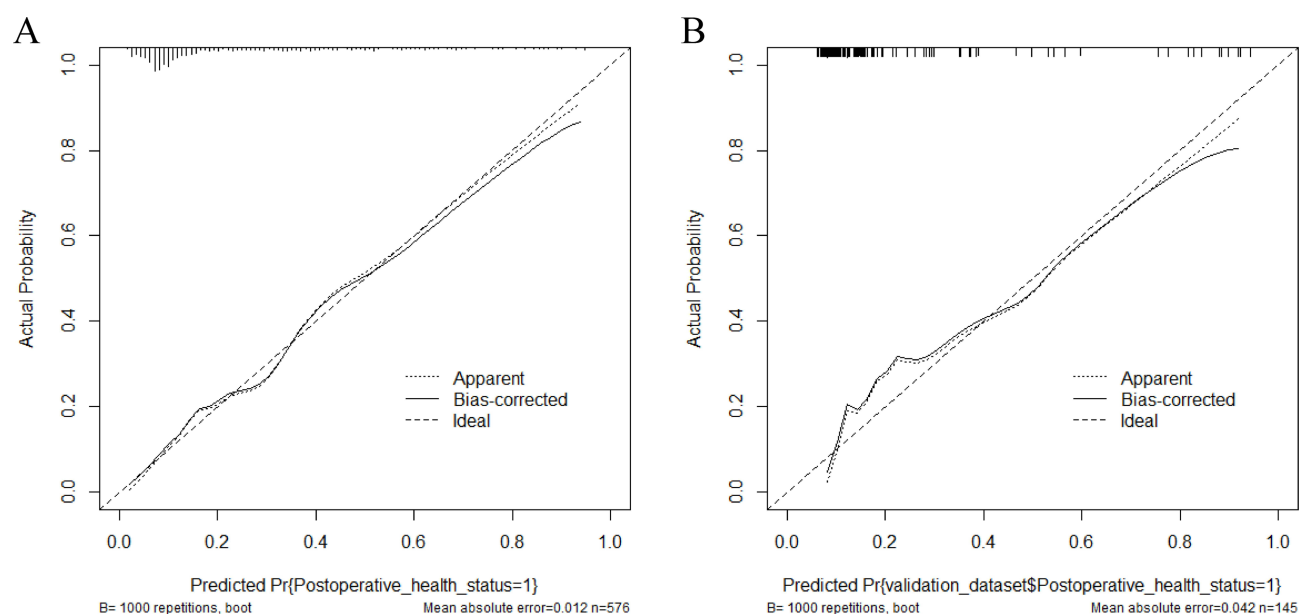 A
1.0
0.8
0.6
0.4
0.2
0.0
Actual Probability
Apparent
Bias-corrected
Ideal
0.0 0.2 0.4 0.6 0.8 1.0
Predicted Pr{Postoperative_health_status=1}
B= 1000 repetitions, boot Mean absolute error=0.012 n=576
B
1.0
0.8
0.6
0.4
0.2
0.0
Actual Probability
Apparent
Bias-corrected
Ideal
0.0 0.2 0.4 0.6 0.8 1.0
Predicted Pr{validation_dataset$Postoperative_health_status=1}
B= 1000 repetitions, boot Mean absolute error=0.042 n=145